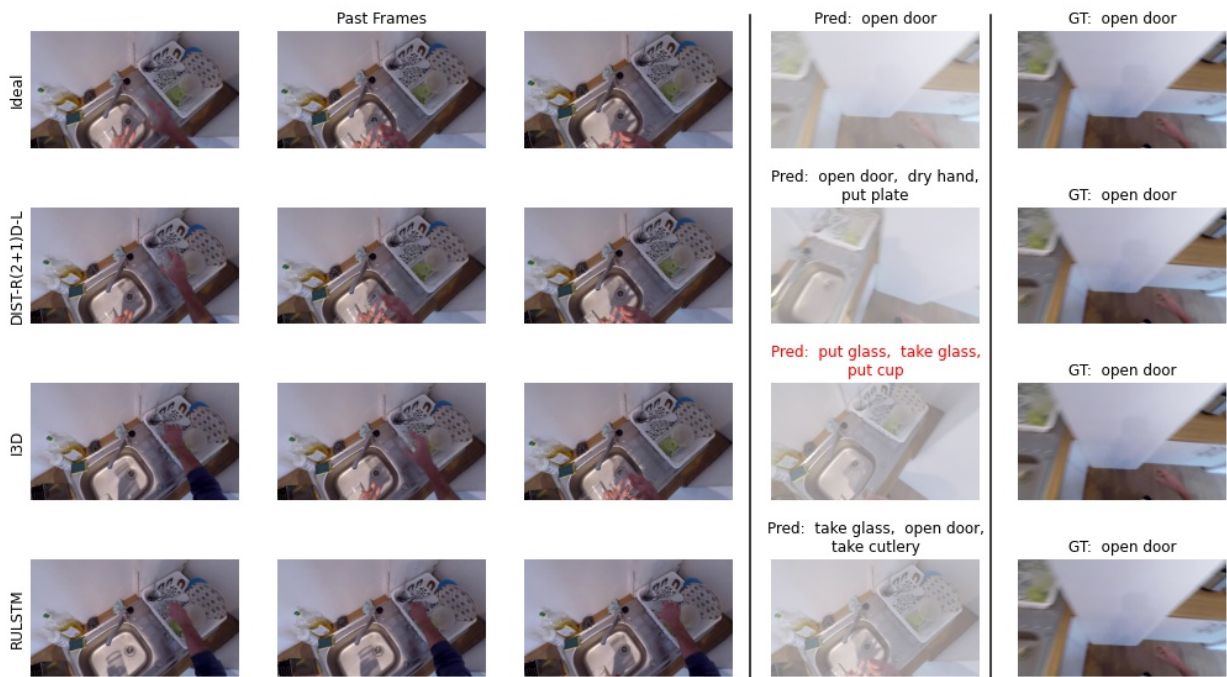 Past Frames
Pred: open door
GT: open door
Ideal
Pred: open door, dry hand,
put plate
GT: open door
DIST-R(2+1)D-L
Pred: put glass, take glass,
put cup
GT: open door
I3D
Pred: take glass, open door,
take cutlery
GT: open door
RULSTM